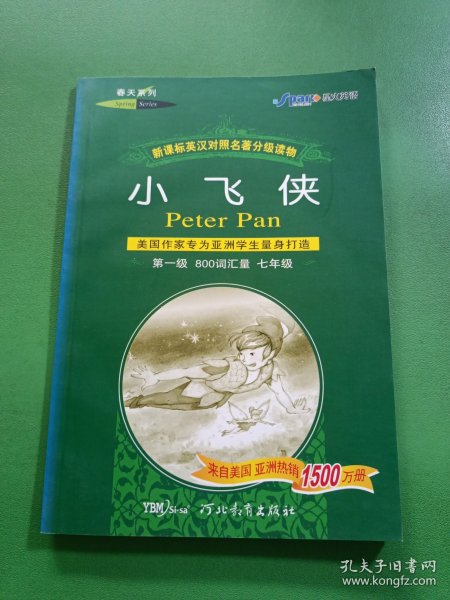 春天系列
Spring Series
Spark 星火英语
新课标英汉对照名著分级读物
小飞侠
Peter Pan
美国作家专为亚洲学生量身打造
第一级 800词汇量 七年级
来自美国 亚洲热销1500万册
YBM Si-sa 河北教育出版社
孔夫子旧书网
www.kongfz.com